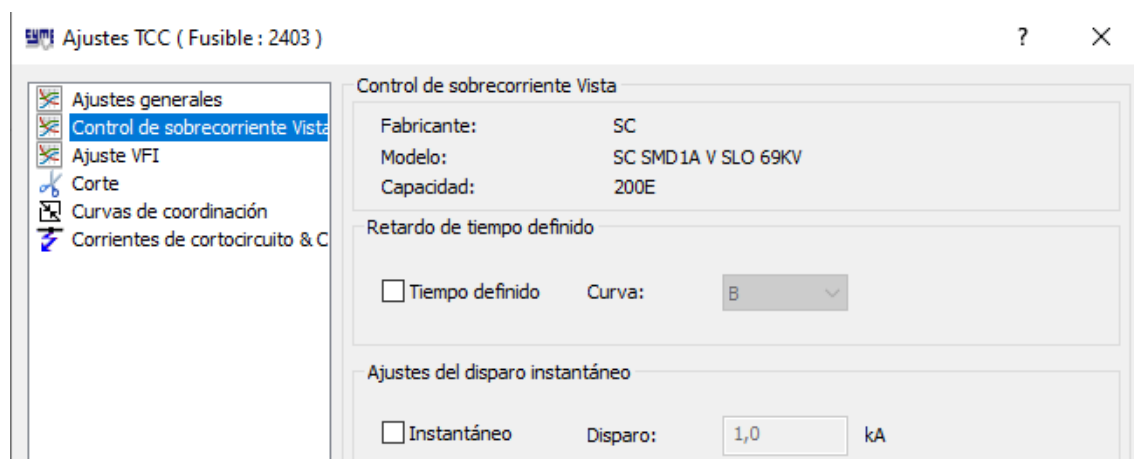 Ajustes TCC ( Fusible : 2403 )
?
Ajustes generales
Control de sobrecorriente Vista
Ajuste VFI
Corte
Curvas de coordinación
Corrientes de cortocircuito & C
Control de sobrecorriente Vista
Fabricante: SC
Modelo: SC SMD1A V SLO 69KV
Capacidad: 200E
Retardo de tiempo definido
Tiempo definido Curva: B
Ajustes del disparo instantáneo
Instantáneo Disparo: 1,0 kA